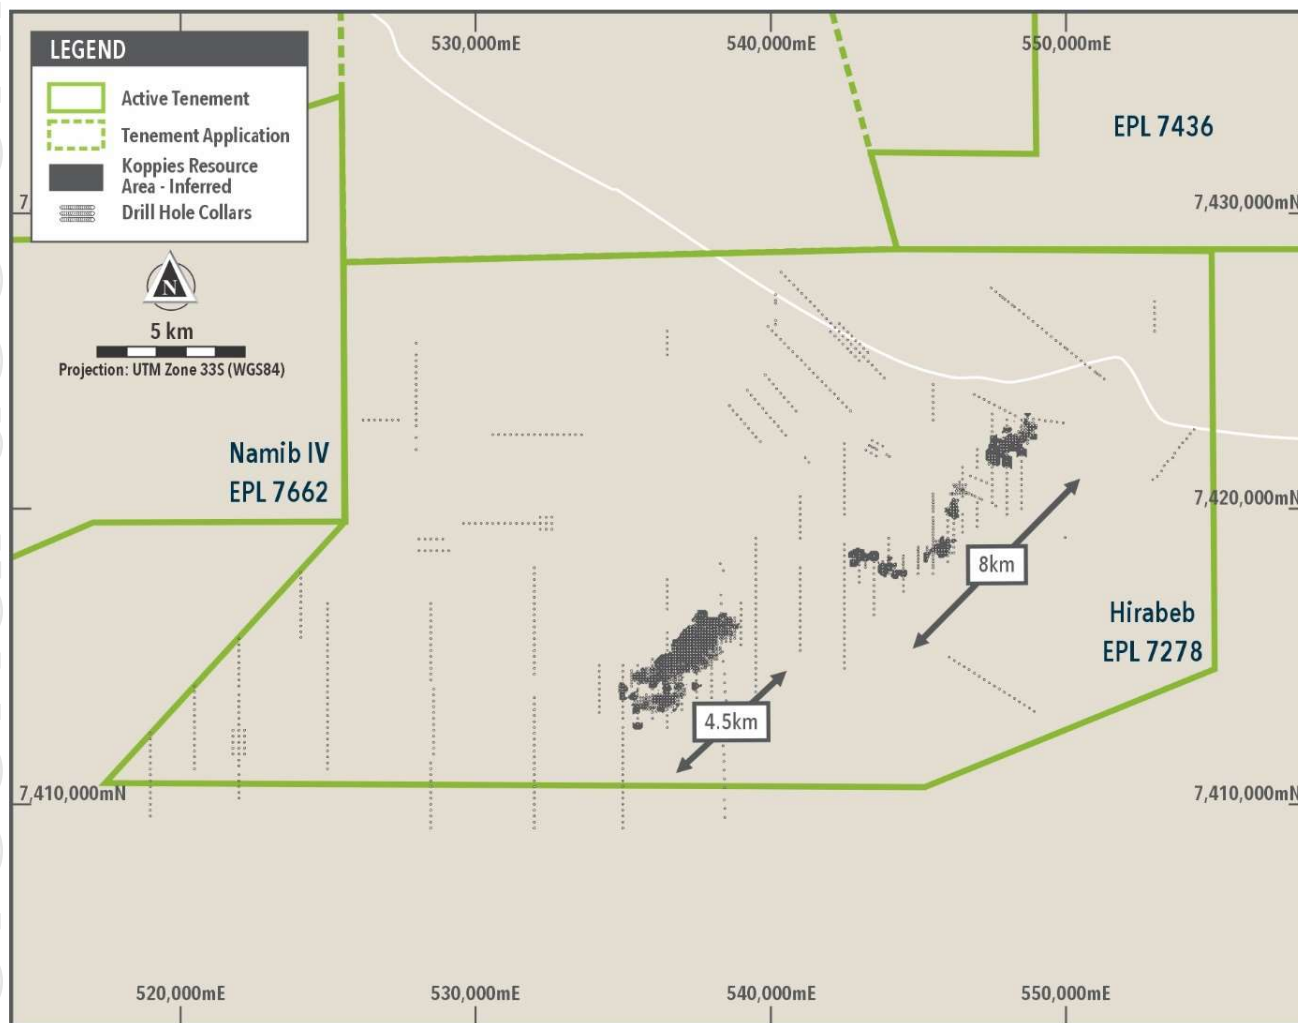 LEGEND
Active Tenement
Tenement Application
Koppies Resource
Area - Inferred
Drill Hole Collars
530,000mE
540,000mE
550,000mE
EPL 7436
7
7,430,000mN
N
5 km
Projection: UTM Zone 33S (WGS84)
Namib IV
EPL 7662
7,420,000mN
8km
Hirabeb
EPL 7278
4.5km
7,410,000mN
7,410,000mN
520,000mE
530,000mE
540,000mE
550,000mE